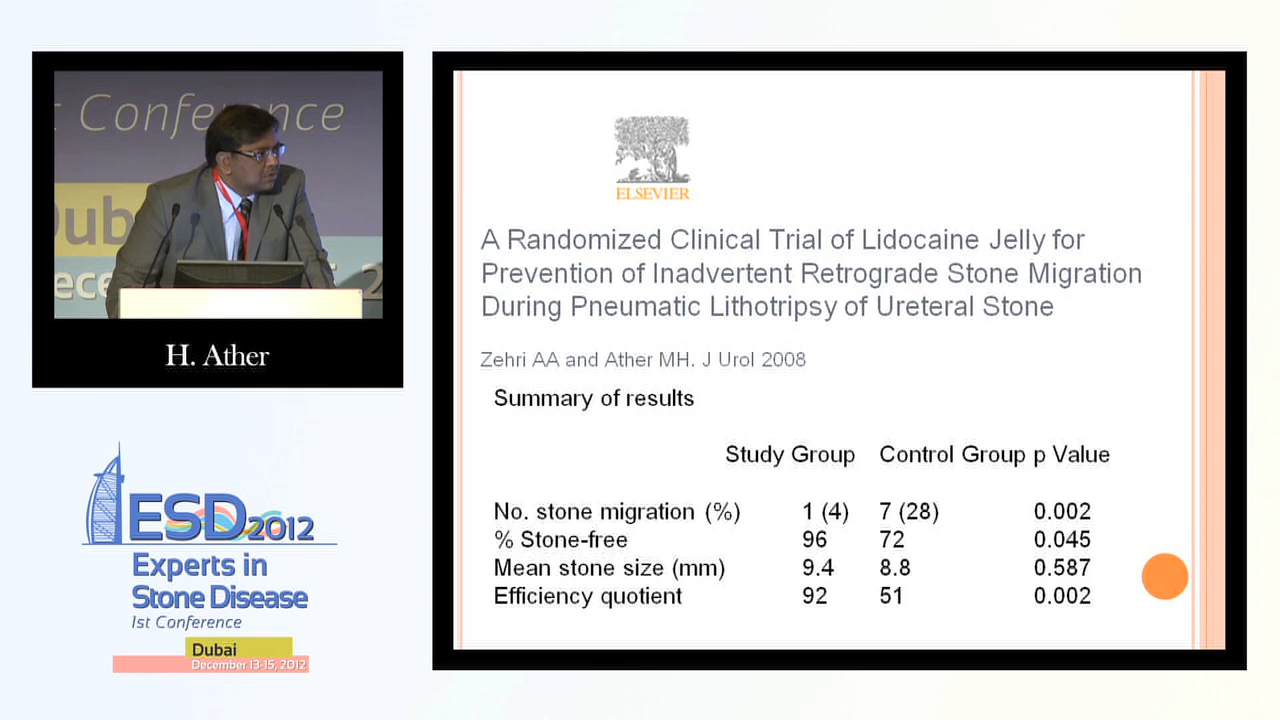 st Conference
Dub
ece
2
H. Ather
ESD2012
Experts in
Stone Disease
1st Conference
Dubai
December 13-15, 2012
ELSEVIER
A Randomized Clinical Trial of Lidocaine Jelly for
Prevention of Inadvertent Retrograde Stone Migration
During Pneumatic Lithotripsy of Ureteral Stone
Zehri AA and Ather MH. J Urol 2008
Summary of results
Study Group Control Group p Value
No. stone migration (%) 1 (4) 7 (28) 0.002
% Stone-free 96 72 0.045
Mean stone size (mm) 9.4 8.8 0.587
Efficiency quotient 92 51 0.002